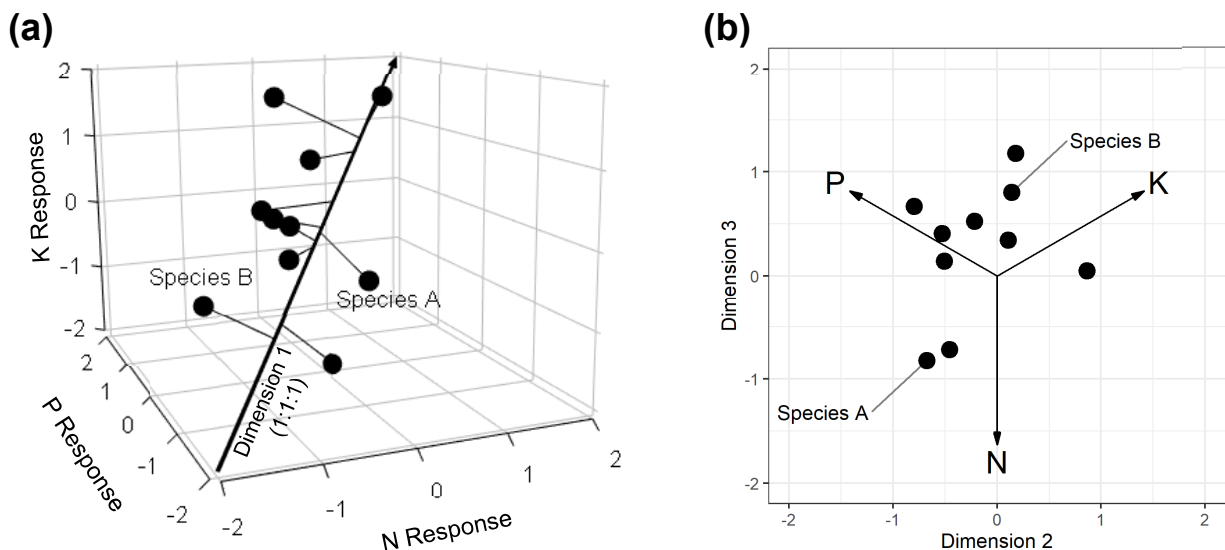 (a)
2
1
0
-1
-2
K Response
2
1
0
-1
-2
P Response
-2
-1
0
1
2
N Response
Species B
Species A
Dimension 1
(1:1:1)
(b)
2
1
0
-1
-2
Dimension 3
-2
-1
0
1
2
Dimension 2
Species B
P
K
Species A
N